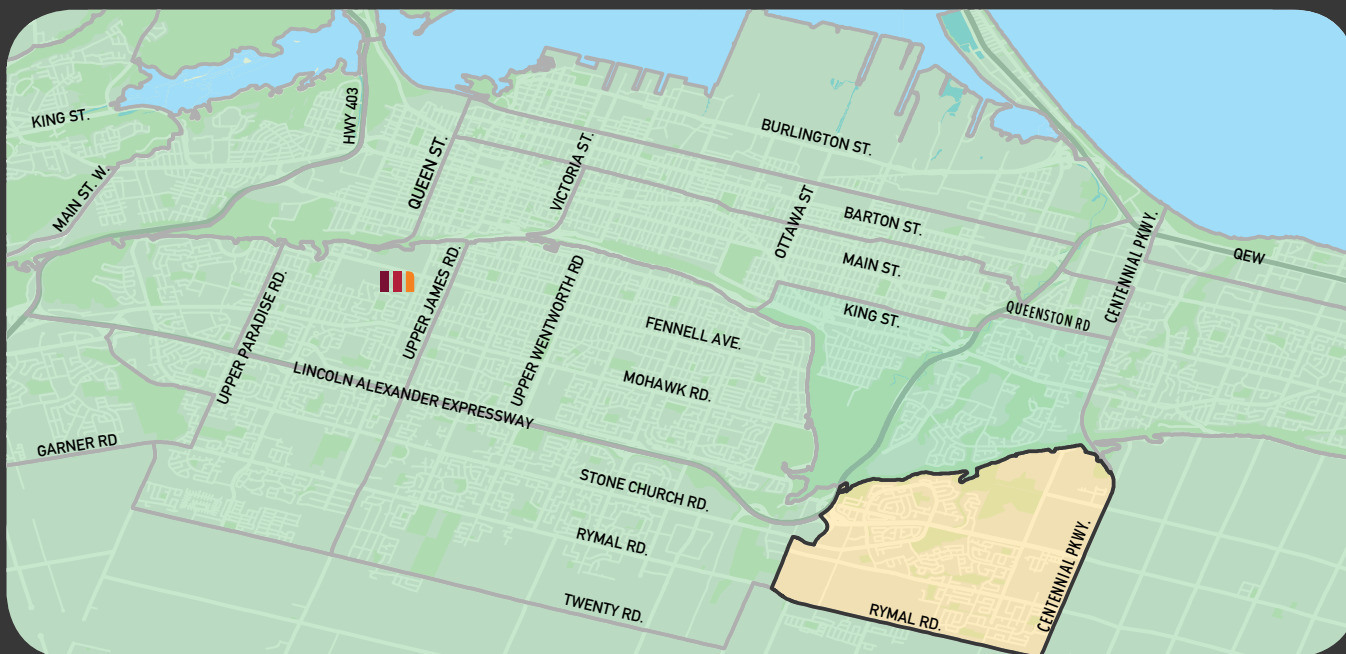 KING ST.
MAIN ST. W.
HWY 403
QUEEN ST.
VICTORIA ST.
BURLINGTON ST.
OTTAWA ST
BARTON ST.
MAIN ST.
KING ST.
QUEENSTON RD
CENTENNIAL PKWY.
QEW
UPPER PARADISE RD.
UPPER JAMES RD.
UPPER WENTWORTH RD
FENNELL AVE.
MOHAWK RD.
LINCOLN ALEXANDER EXPRESSWAY
GARNER RD
STONE CHURCH RD.
RYMAL RD.
TWENTY RD.
RYMAL RD.
CENTENNIAL PKWY.